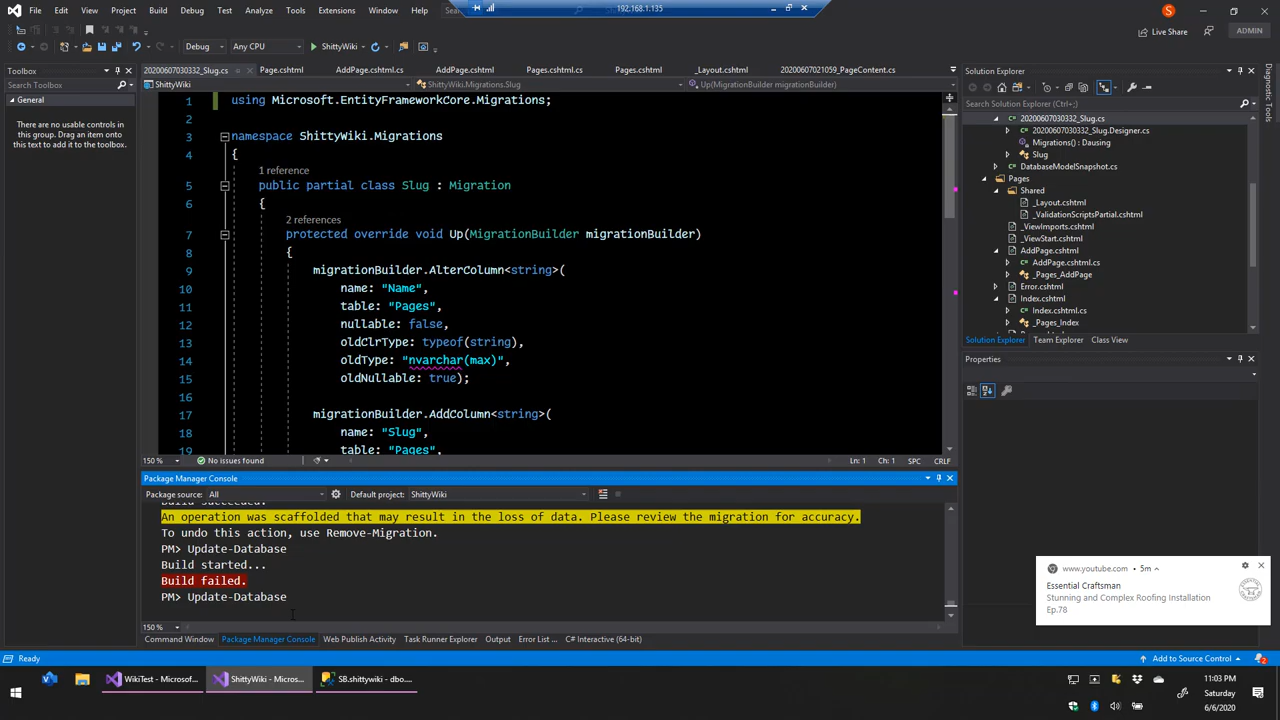 File Edit View Git Project Build Debug Test Analyze Tools Extensions Window Help Sea
192.168.1.135
S
Live Share
ADMIN
Debug Any CPU ShittyWiki
Toolbox
Search Toolbox
General
There are no usable controls in
this group. Drag an item onto
this text to add it to the toolbox.
20200607030332_Slug.cs Page.cshtml AddPage.cshtml.cs AddPage.cshtml Pages.cshtml.cs Pages.cshtml _Layout.cshtml 20200607021059_PageContent.cs
ShittyWiki ShittyWiki.Migrations.Slug Up(MigrationBuilder migrationBuilder)
1 using Microsoft.EntityFrameworkCore.Migrations;
2
3 namespace ShittyWiki.Migrations
4 {
1 reference
5 public partial class Slug : Migration
6 {
2 references
7 protected override void Up(MigrationBuilder migrationBuilder)
8 {
9 migrationBuilder.AlterColumn<string>(
10 name: "Name",
11 table: "Pages",
12 nullable: false,
13 oldClrType: typeof(string),
14 oldType: "nvarchar(max)",
15 oldNullable: true);
16
17 migrationBuilder.AddColumn<string>(
18 name: "Slug",
19 table: "Pages",
150 % No issues found Ln: 1 Ch: 1 SPC CRLF
Package Manager Console
Package source: All Default project: ShittyWiki
Build succeeded.
An operation was scaffolded that may result in the loss of data. Please review the migration for accuracy.
To undo this action, use Remove-Migration.
PM> Update-Database
Build started...
Build failed.
PM> Update-Database
150 %
Command Window Package Manager Console Web Publish Activity Task Runner Explorer Output Error List ... C# Interactive (64-bit)
Solution Explorer
Search Solution Explorer (Ctrl+;)
20200607030332_Slug.cs
20200607030332_Slug.Designer.cs
Migrations() : Dausing
Slug
DatabaseModelSnapshot.cs
Pages
Shared
_Layout.cshtml
_ValidationScriptsPartial.cshtml
_ViewImports.cshtml
_ViewStart.cshtml
AddPage.cshtml
AddPage.cshtml.cs
_Pages_AddPage
Error.cshtml
Index.cshtml
Index.cshtml.cs
_Pages_Index
Solution Explorer Team Explorer Class View
Properties
Diagnostic Tools
www.youtube.com • 5m
Essential Craftsman
Stunning and Complex Roofing Installation
Ep.78
Ready
Add to Source Control
2
WikiTest - Microsof... ShittyWiki - Micros... SB.shittywiki - dbo....
11:03 PM
Saturday
6/6/2020